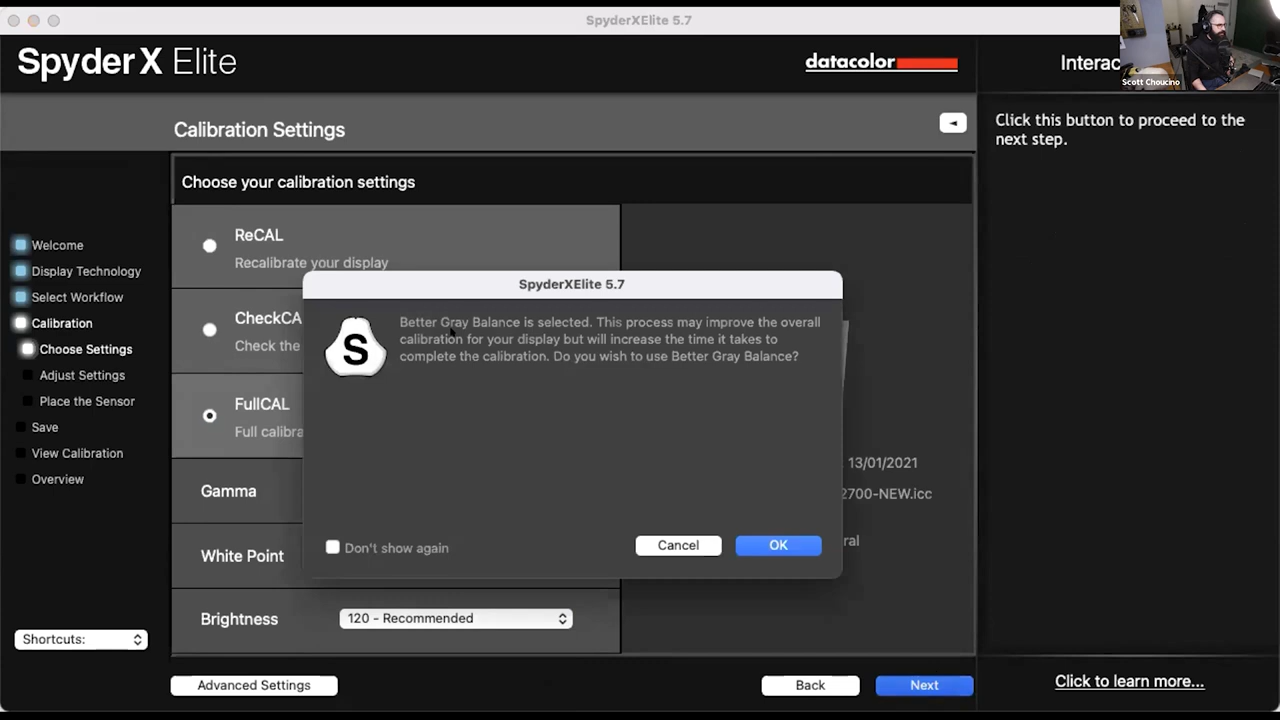 SpyderXElite 5.7
SpyderX Elite
datacolor
Interac
Scott Choucino
Calibration Settings
Click this button to proceed to the
next step.
Choose your calibration settings
Welcome
Display Technology
Select Workflow
Calibration
Choose Settings
Adjust Settings
Place the Sensor
Save
View Calibration
Overview
ReCAL
Recalibrate your display
CheckCA
Check the
FullCAL
Full calibra
Gamma
White Point
Brightness
120 - Recommended
SpyderXElite 5.7
S
Better Gray Balance is selected. This process may improve the overall
calibration for your display but will increase the time it takes to
complete the calibration. Do you wish to use Better Gray Balance?
Don't show again
Cancel
OK
13/01/2021
2700-NEW.icc
ral
Shortcuts:
Advanced Settings
Back
Next
Click to learn more...